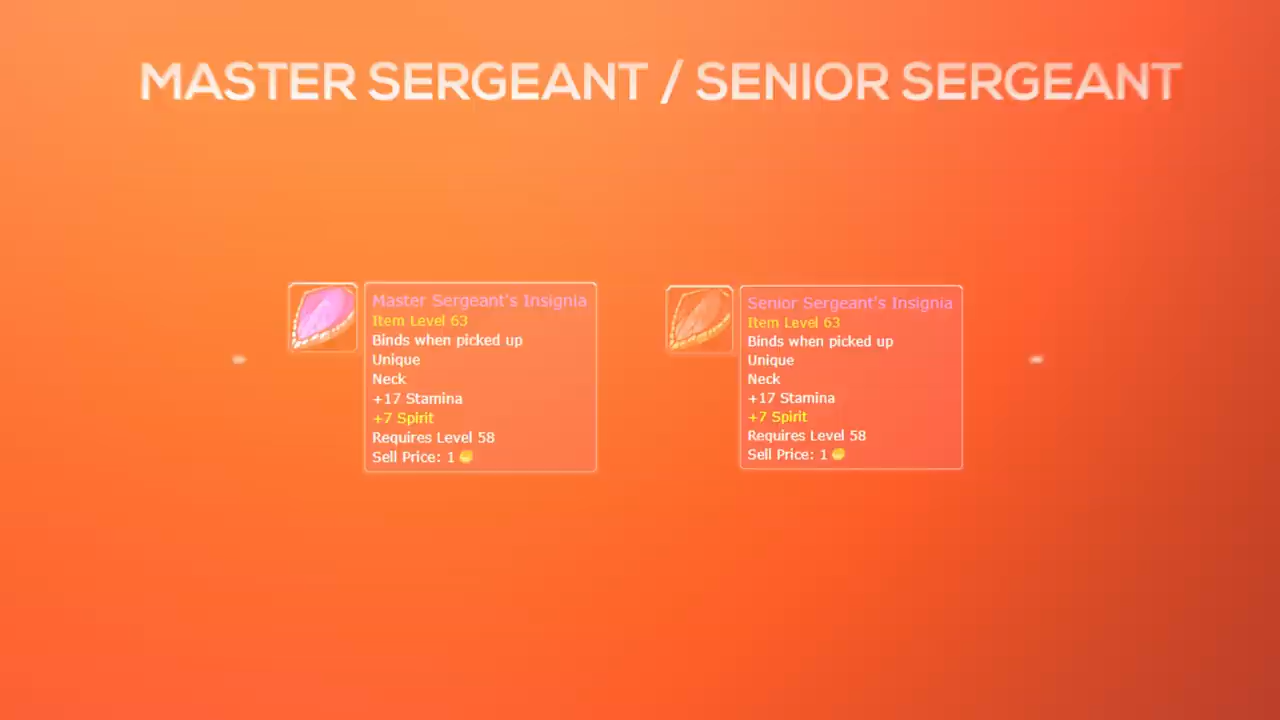 MASTER SERGEANT / SENIOR SERGEANT
Master Sergeant's Insignia
Item Level 63
Binds when picked up
Unique
Neck
+17 Stamina
+7 Spirit
Requires Level 58
Sell Price: 1
Senior Sergeant's Insignia
Item Level 63
Binds when picked up
Unique
Neck
+17 Stamina
+7 Spirit
Requires Level 58
Sell Price: 1